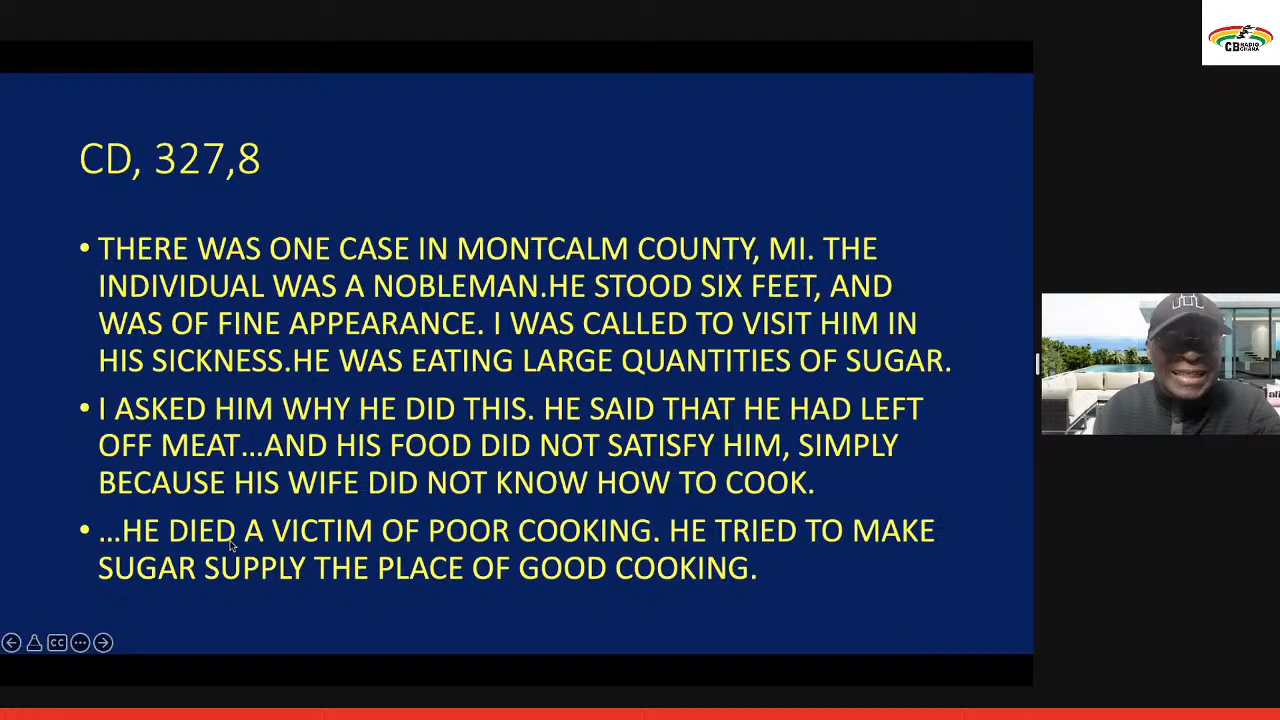 CB RADIO
GHANA
CD, 327,8
• THERE WAS ONE CASE IN MONTCALM COUNTY, MI. THE
INDIVIDUAL WAS A NOBLEMAN.HE STOOD SIX FEET, AND
WAS OF FINE APPEARANCE. I WAS CALLED TO VISIT HIM IN
HIS SICKNESS.HE WAS EATING LARGE QUANTITIES OF SUGAR.
• I ASKED HIM WHY HE DID THIS. HE SAID THAT HE HAD LEFT
OFF MEAT...AND HIS FOOD DID NOT SATISFY HIM, SIMPLY
BECAUSE HIS WIFE DID NOT KNOW HOW TO COOK.
• ...HE DIED A VICTIM OF POOR COOKING. HE TRIED TO MAKE
SUGAR SUPPLY THE PLACE OF GOOD COOKING.
CC